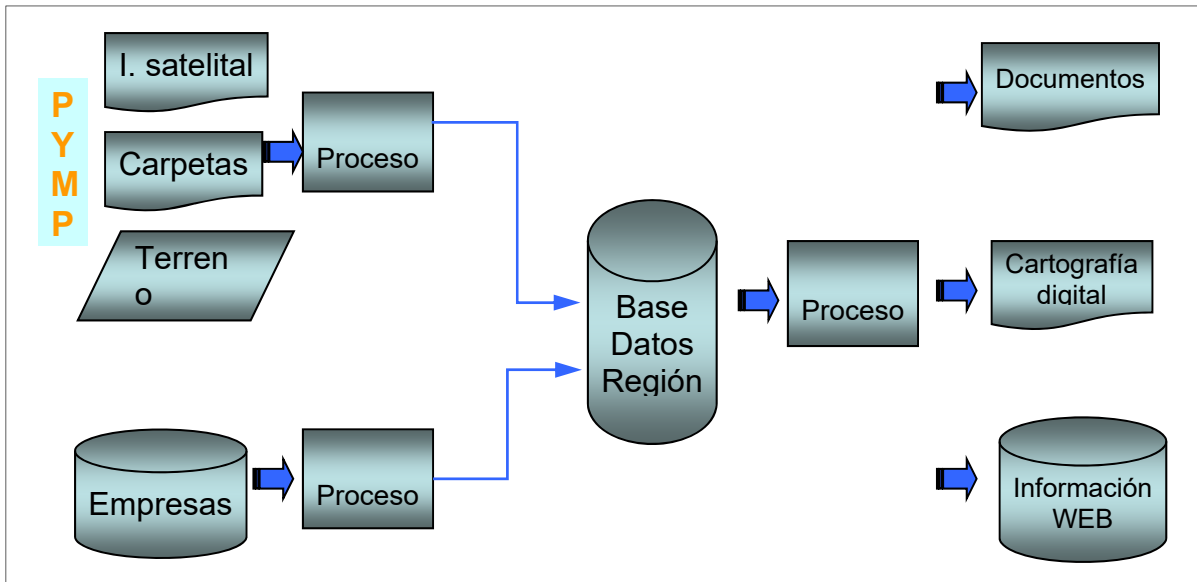 P
Y
M
P
I. satelital
Carpetas
Terren
o
Proceso
Empresas
Proceso
Base
Datos
Región
Proceso
Documentos
Cartografía
digital
Información
WEB